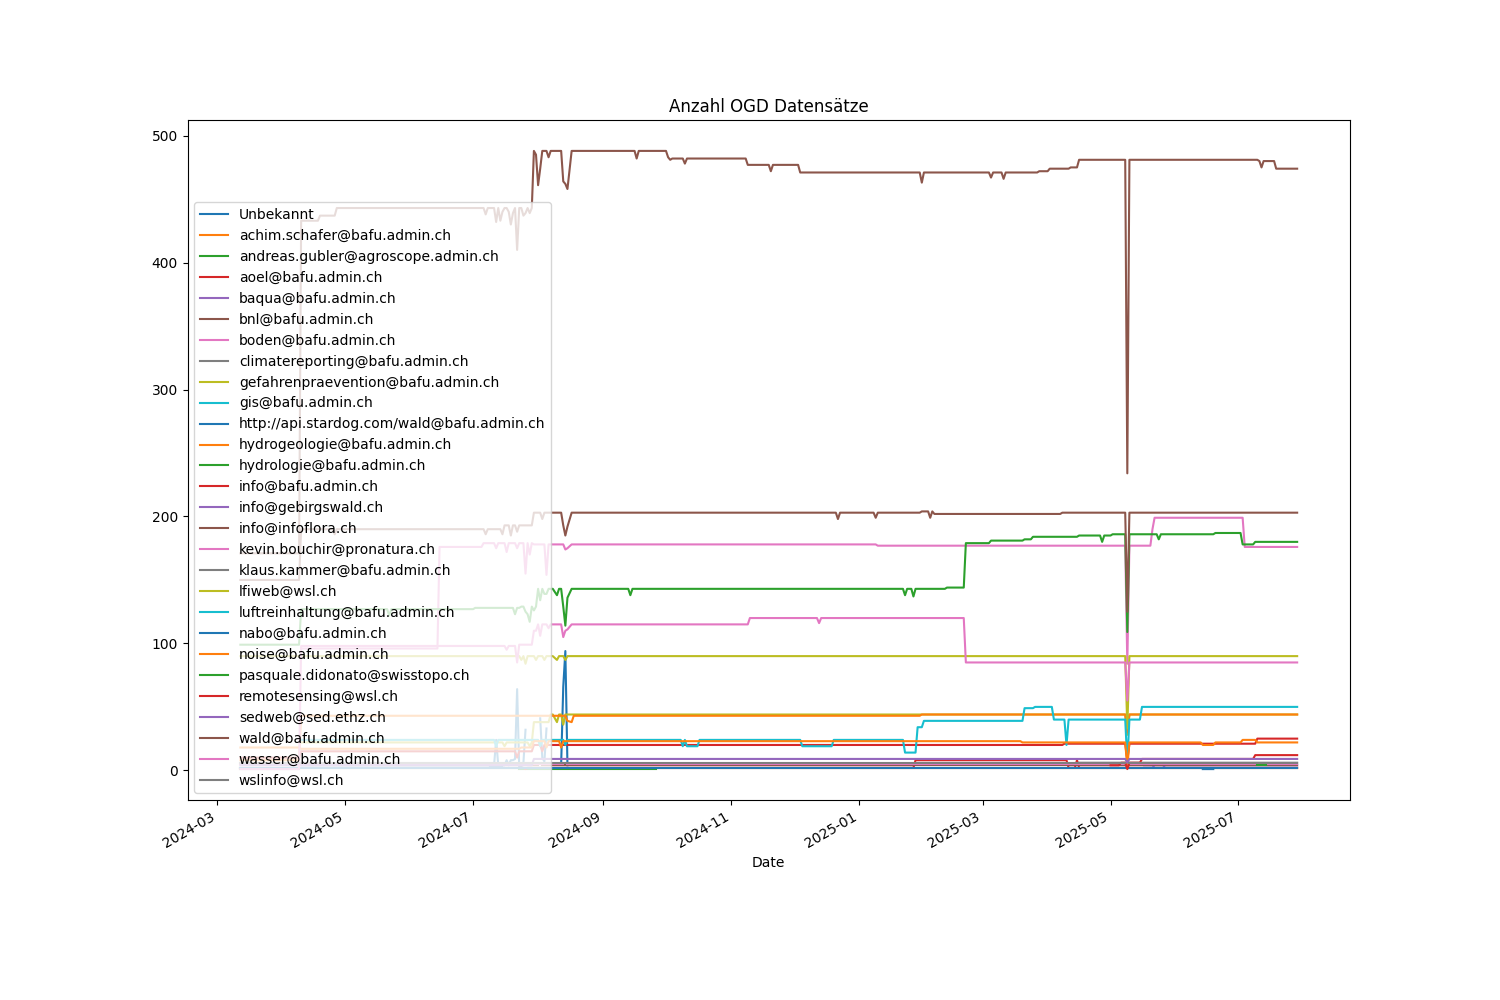 Anzahl OGD Datensätze
500
400
300
200
100
0
Unbekannt
achim.schafer@bafu.admin.ch
andreas.gubler@agroscope.admin.ch
aoel@bafu.admin.ch
baqua@bafu.admin.ch
bnl@bafu.admin.ch
boden@bafu.admin.ch
climatereporting@bafu.admin.ch
gefahrenpraevention@bafu.admin.ch
gis@bafu.admin.ch
http://api.stardog.com/wald@bafu.admin.ch
hydrogeologie@bafu.admin.ch
hydrologie@bafu.admin.ch
info@bafu.admin.ch
info@gebirgswald.ch
info@infoflora.ch
kevin.bouchir@pronatura.ch
klaus.kammer@bafu.admin.ch
lfiweb@wsl.ch
luftreinhaltung@bafu.admin.ch
nabo@bafu.admin.ch
noise@bafu.admin.ch
pasquale.didonato@swisstopo.ch
remotesensing@wsl.ch
sedweb@sed.ethz.ch
wald@bafu.admin.ch
wasser@bafu.admin.ch
wslinfo@wsl.ch
2024-03
2024-05
2024-07
2024-09
2024-11
2025-01
2025-03
2025-05
2025-07
Date